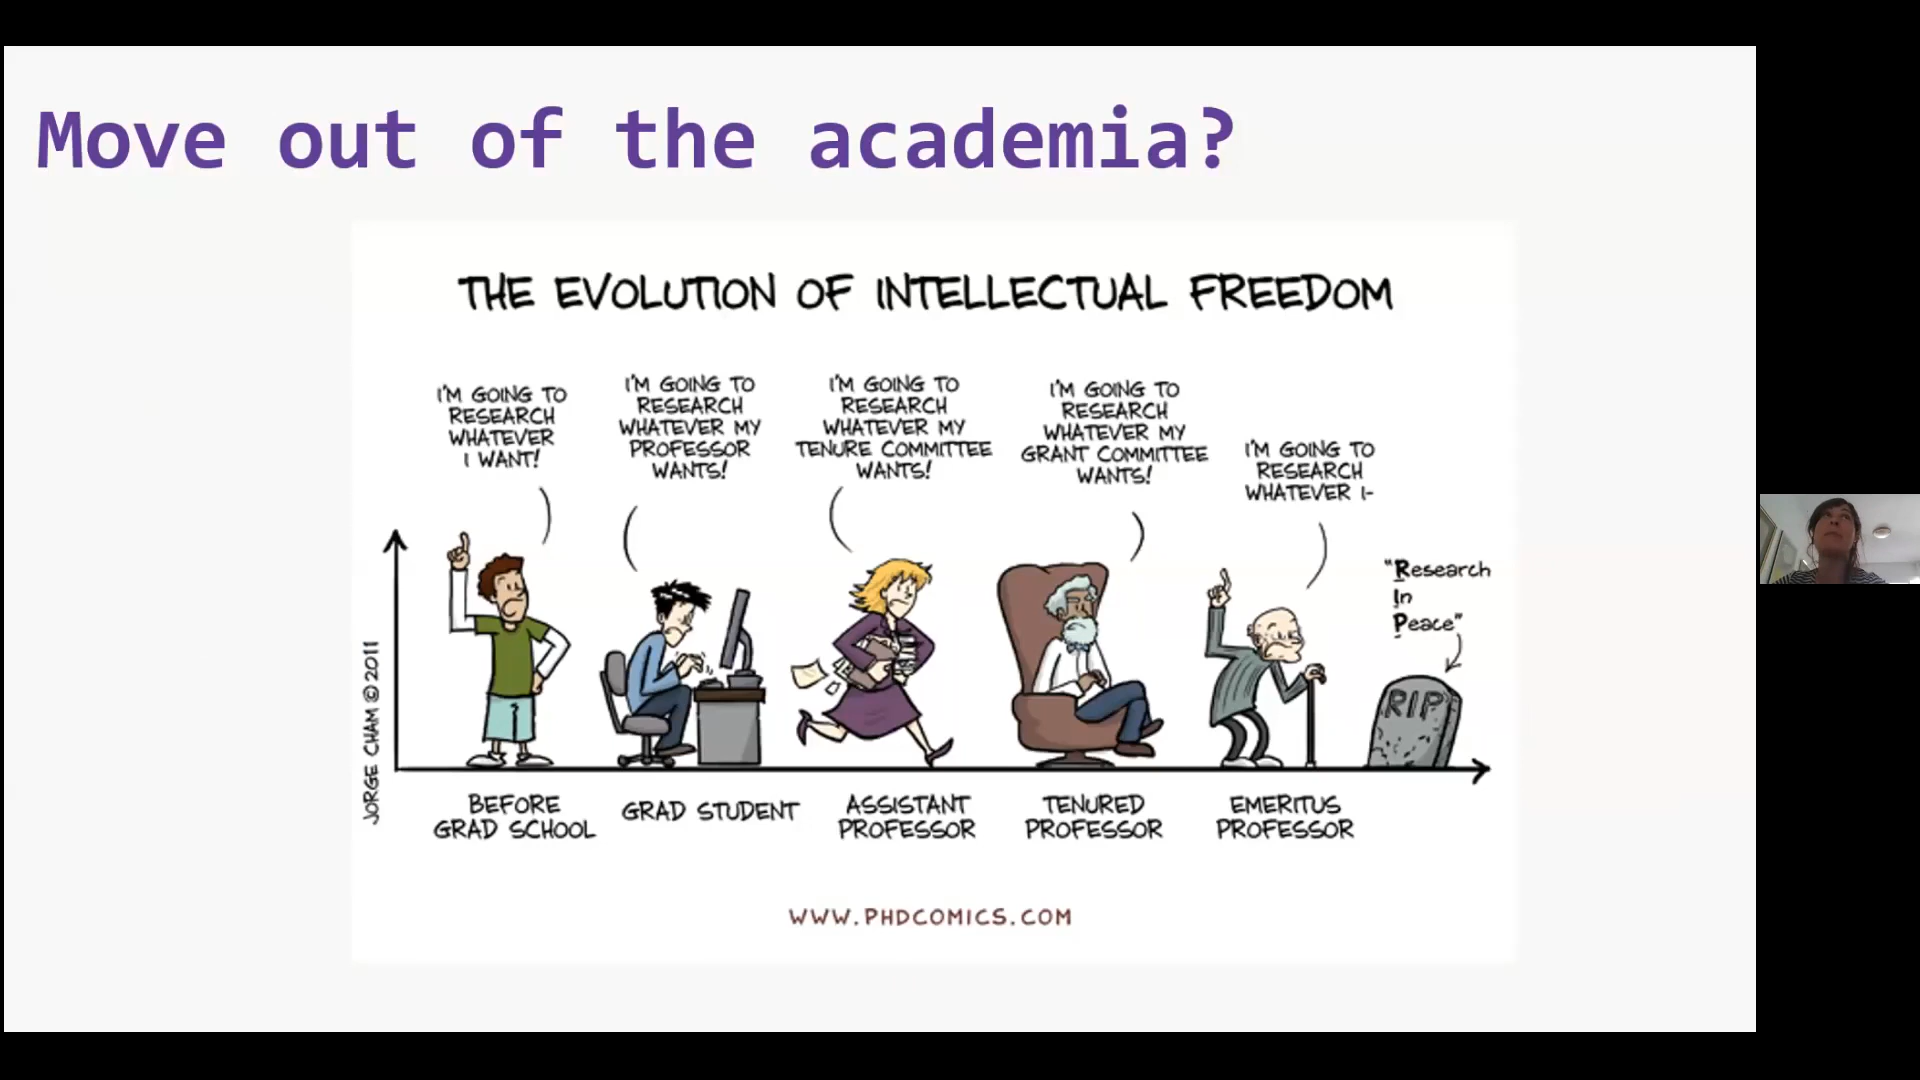 Move out of the academia?
THE EVOLUTION OF INTELLECTUAL FREEDOM
I'M GOING TO
RESEARCH
WHATEVER
I WANT!
I'M GOING TO
RESEARCH
WHATEVER MY
PROFESSOR
WANTS!
I'M GOING TO
RESEARCH
WHATEVER MY
TENURE COMMITTEE
WANTS!
I'M GOING TO
RESEARCH
WHATEVER MY
GRANT COMMITTEE
WANTS!
I'M GOING TO
RESEARCH
WHATEVER I-
"Research
In
Peace"
RIP
JORGE CHAM © 2011
BEFORE
GRAD SCHOOL
GRAD STUDENT
ASSISTANT
PROFESSOR
TENURED
PROFESSOR
EMERITUS
PROFESSOR
WWW.PHDCOMICS.COM